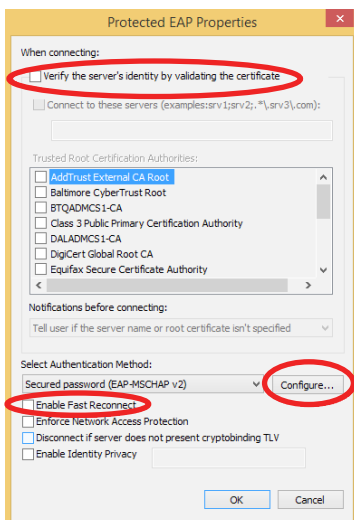 Protected EAP Properties
When connecting:
Verify the server's identity by validating the certificate
Connect to these servers (examples:srv1;srv2;.*\.srv3\.com):
Trusted Root Certification Authorities:
AddTrust External CA Root
Baltimore CyberTrust Root
BTQADMCS1-CA
Class 3 Public Primary Certification Authority
DALADMCS1-CA
DigiCert Global Root CA
Equifax Secure Certificate Authority
Notifications before connecting:
Tell user if the server name or root certificate isn't specified
Select Authentication Method:
Secured password (EAP-MSCHAP v2) Configure...
Enable Fast Reconnect
Enforce Network Access Protection
Disconnect if server does not present cryptobinding TLV
Enable Identity Privacy
OK Cancel